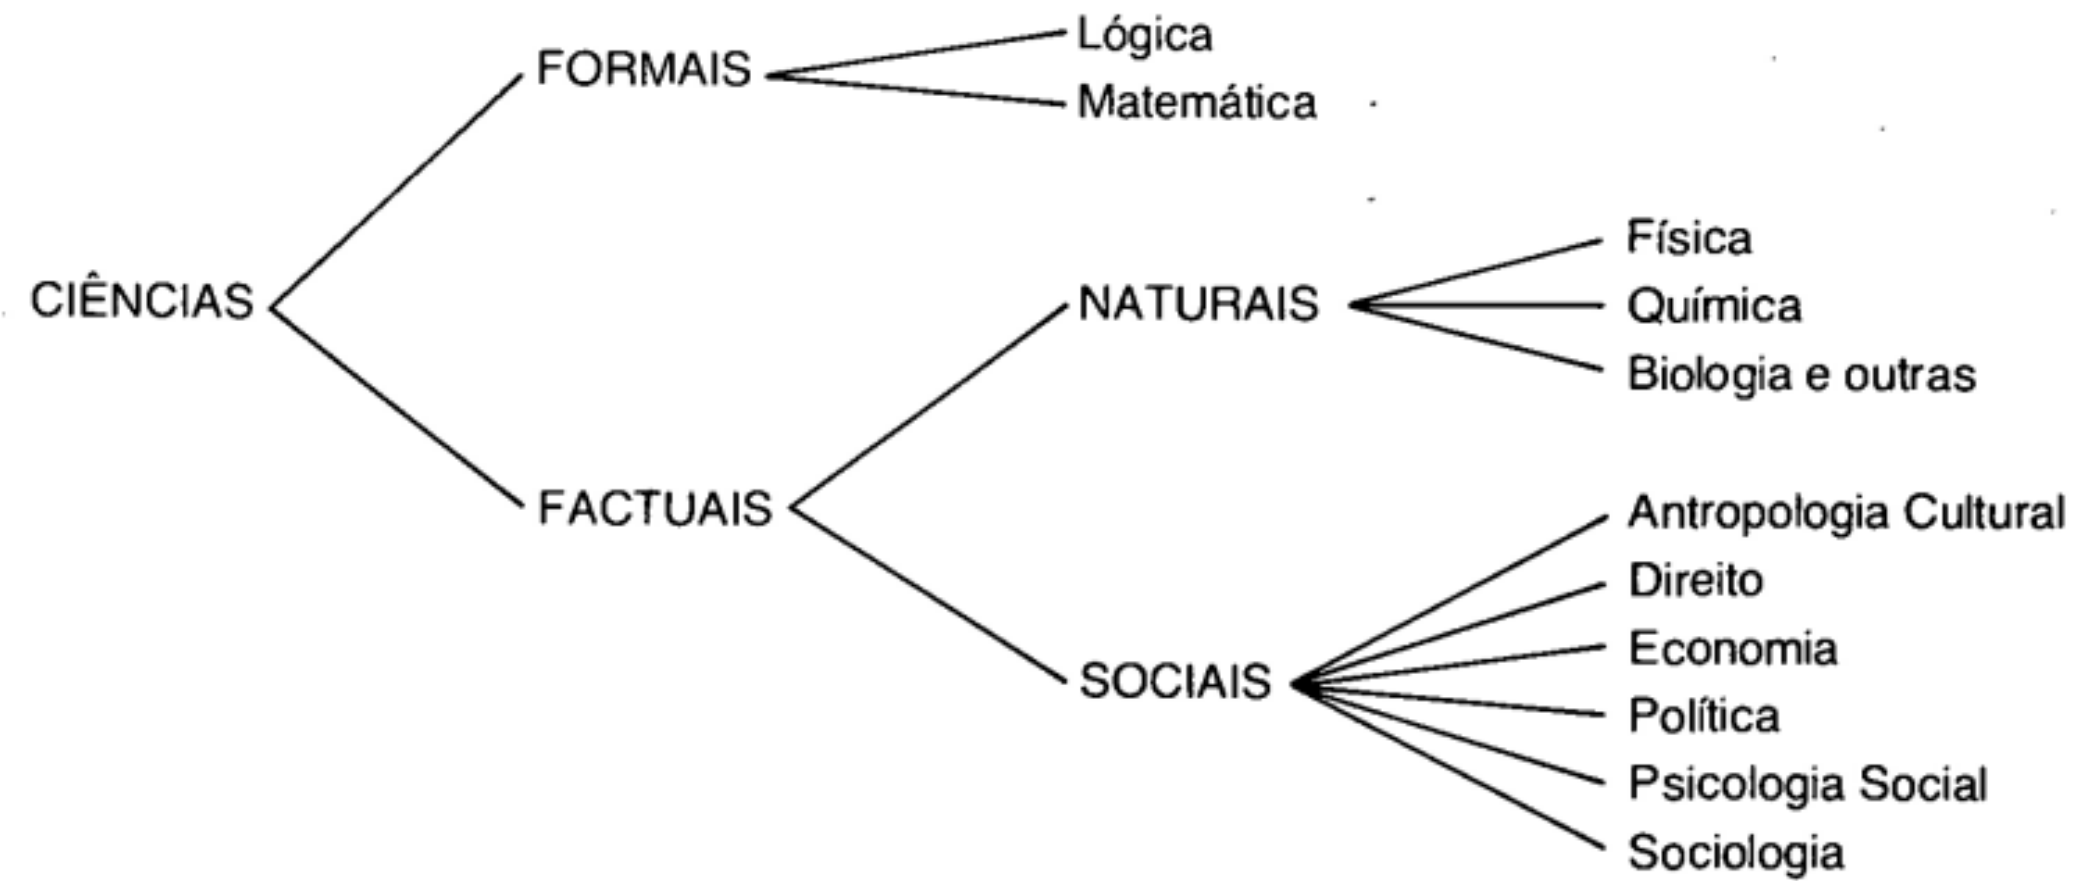 CIÊNCIAS
FORMAIS
Lógica
Matemática
FACTUAIS
NATURAIS
Física
Química
Biologia e outras
SOCIAIS
Antropologia Cultural
Direito
Economia
Política
Psicologia Social
Sociologia